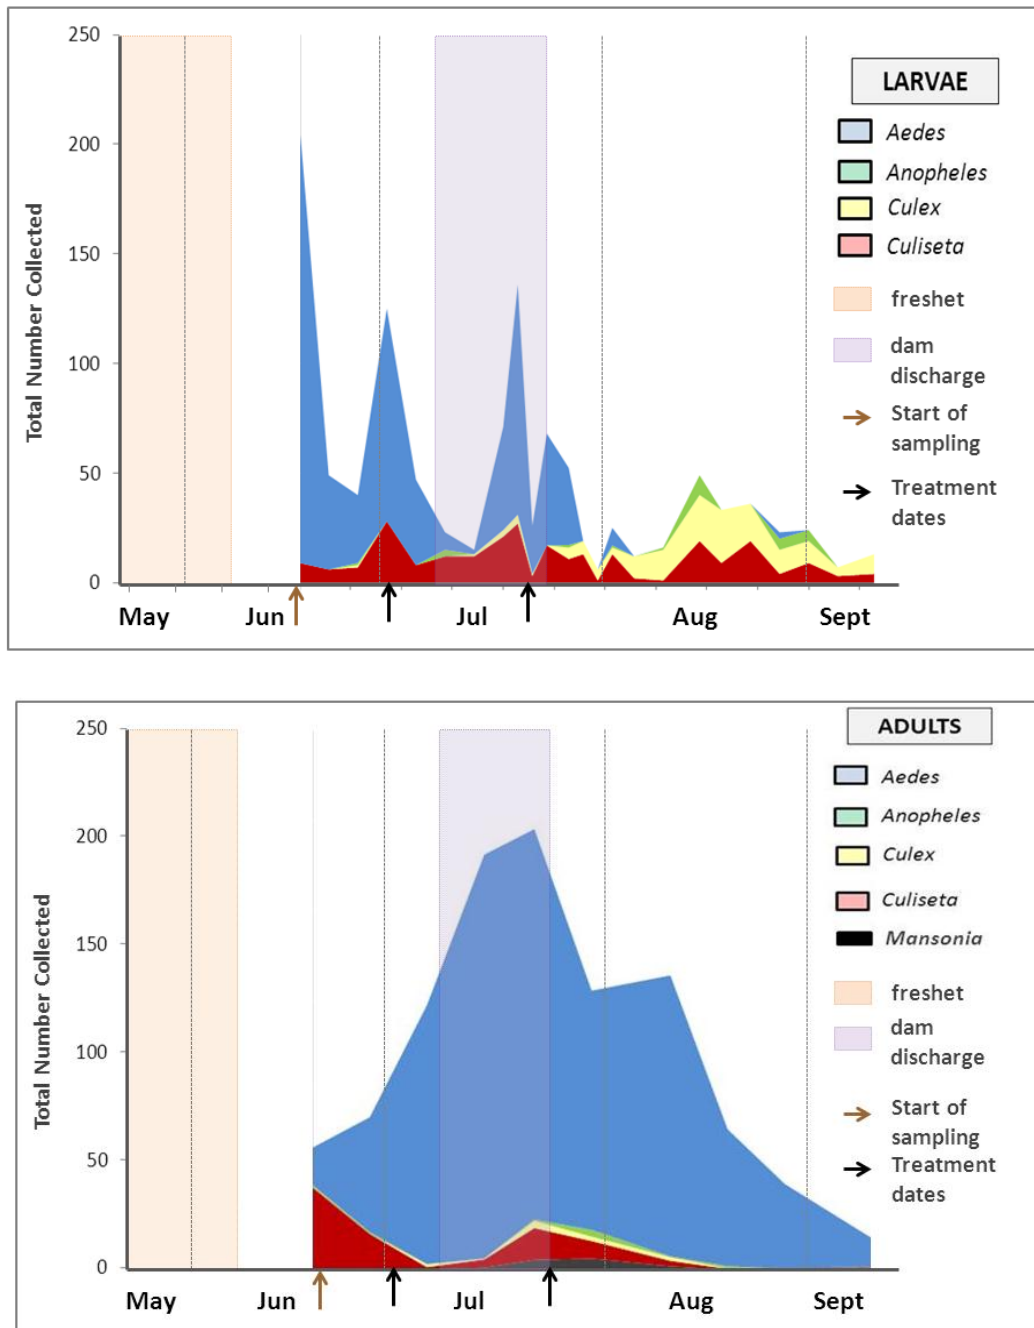 250
200
150
100
50
0
Total Number Collected
LARVAE
Aedes
Anopheles
Culex
Culiseta
freshet
dam
discharge
Start of
sampling
Treatment
dates
May Jun Jul Aug Sept
250
200
150
100
50
0
Total Number Collected
ADULTS
Aedes
Anopheles
Culex
Culiseta
Mansonia
freshet
dam
discharge
Start of
sampling
Treatment
dates
May Jun Jul Aug Sept